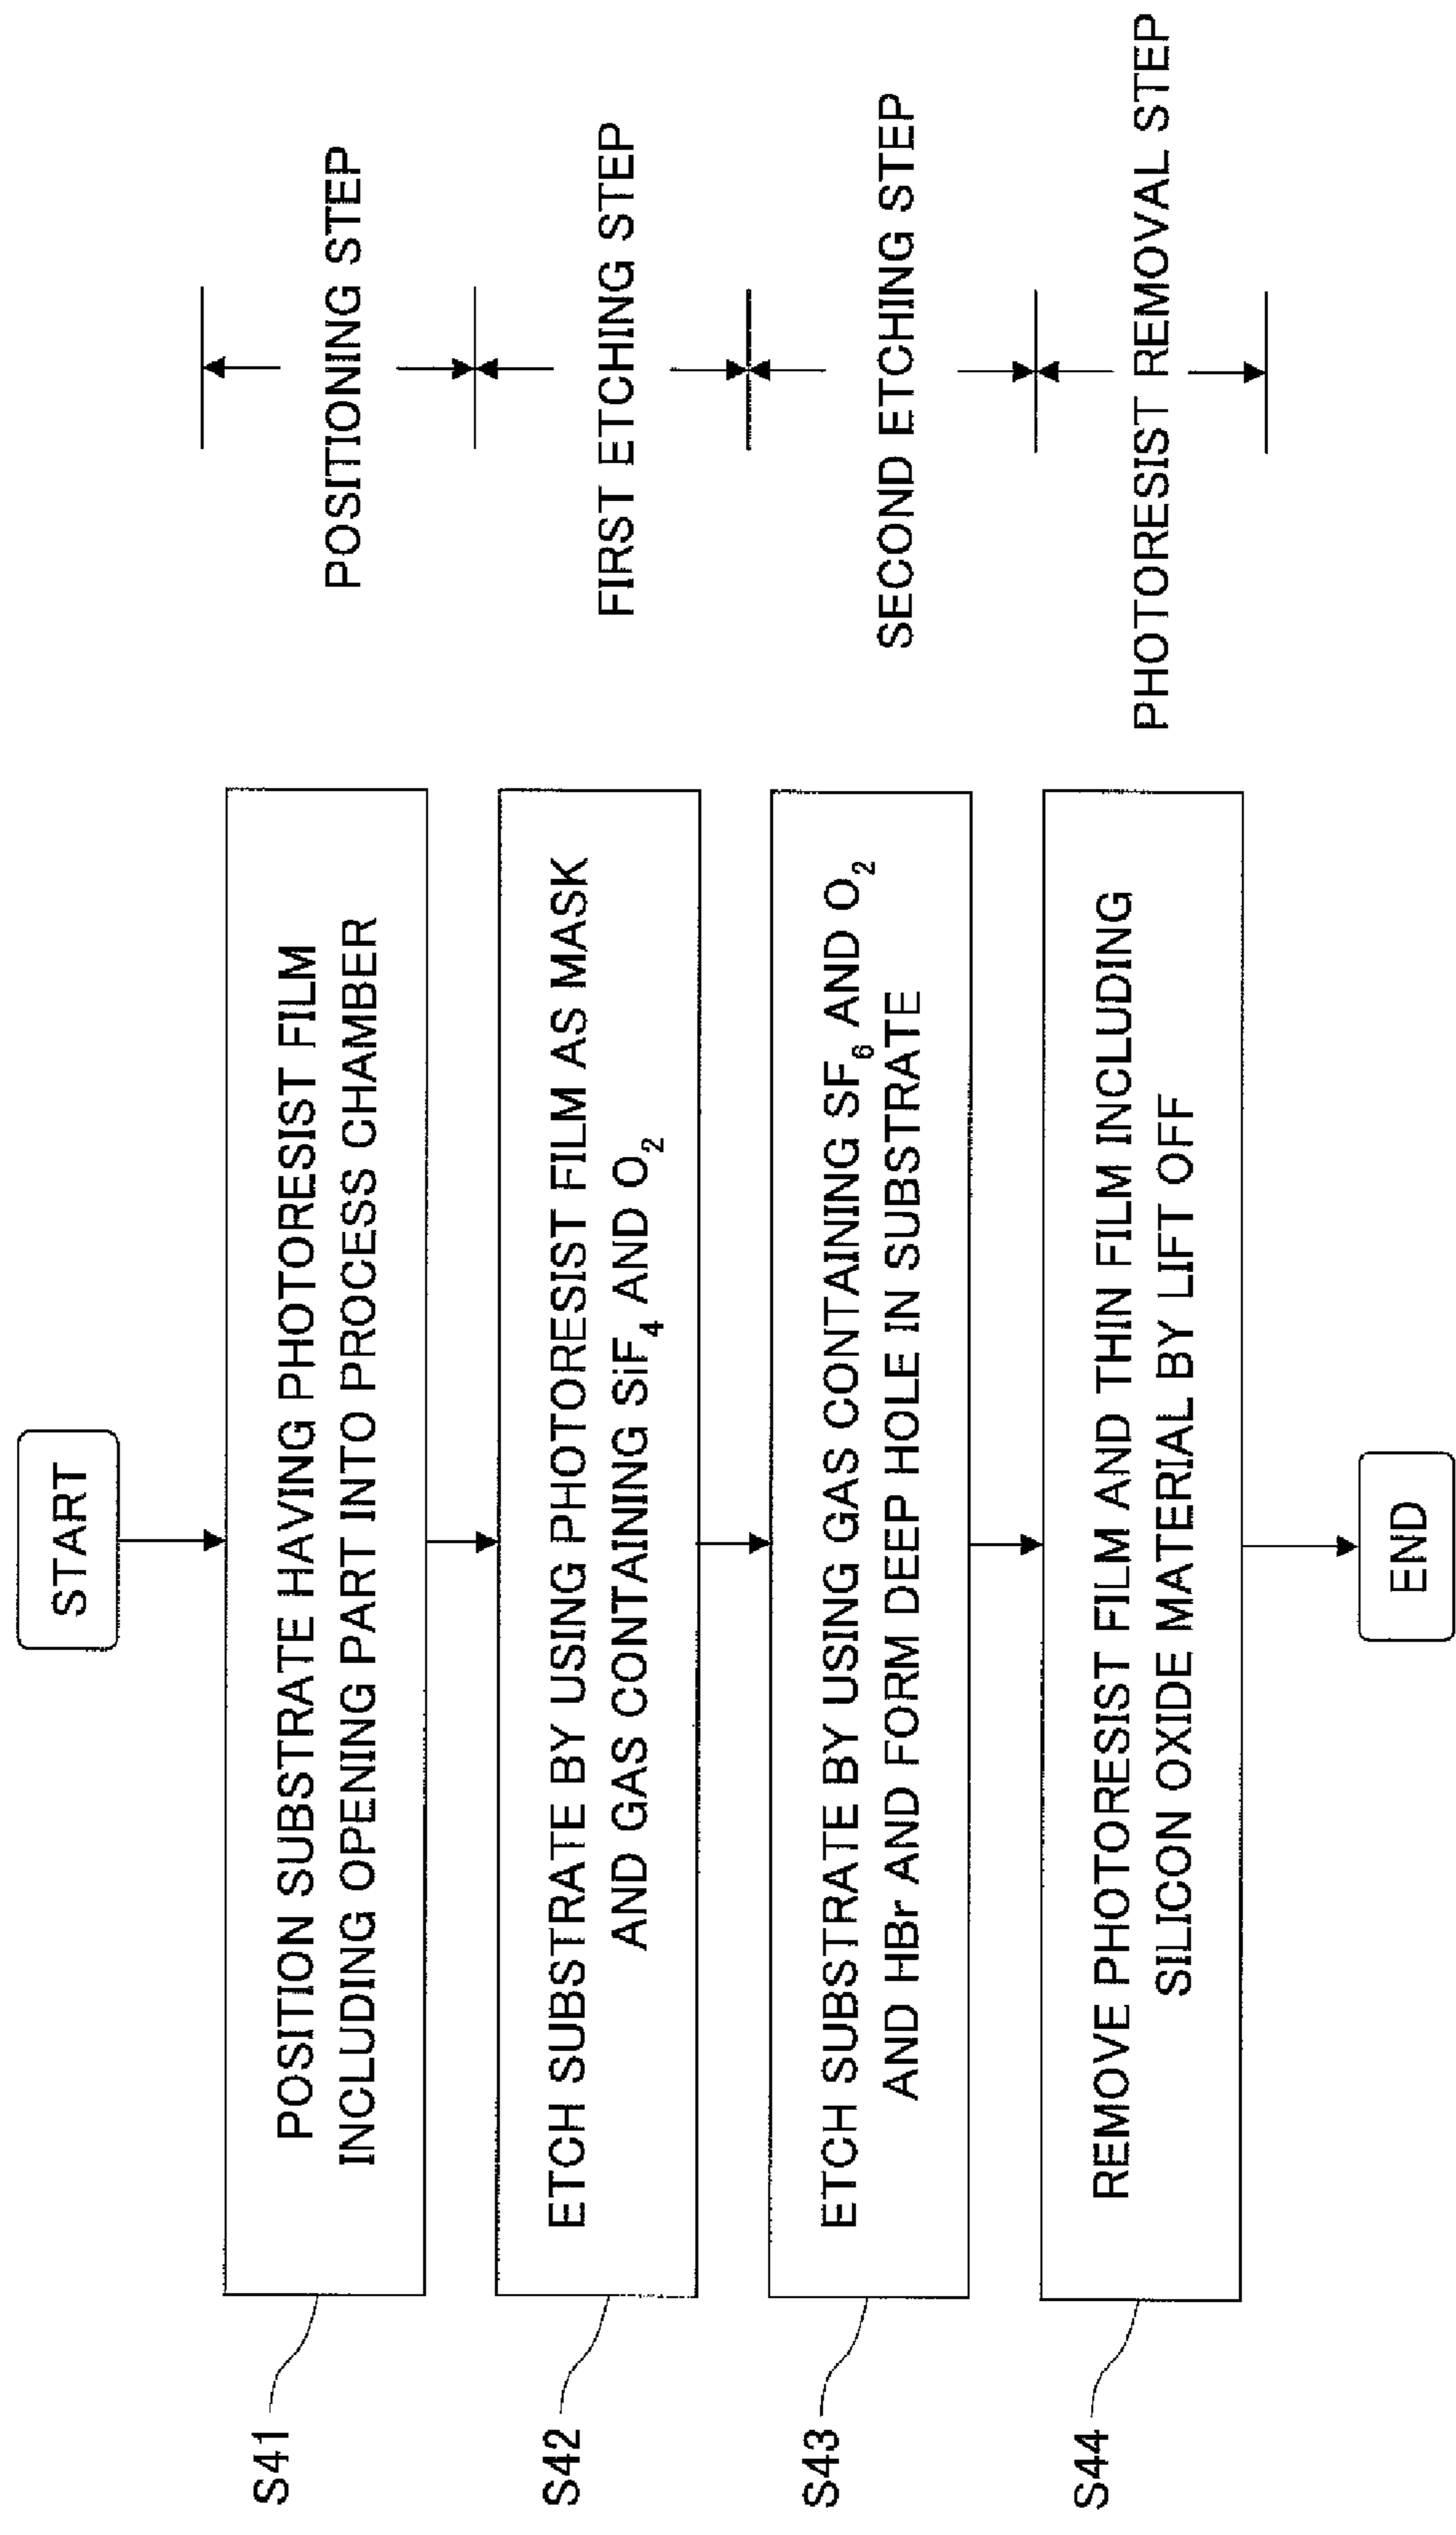 START
S41
POSITION SUBSTRATE HAVING PHOTORESIST FILM
INCLUDING OPENING PART INTO PROCESS CHAMBER
POSITIONING STEP
S42
ETCH SUBSTRATE BY USING PHOTORESIST FILM AS MASK
AND GAS CONTAINING SiF₄ AND O₂
FIRST ETCHING STEP
S43
ETCH SUBSTRATE BY USING GAS CONTAINING SF₆ AND O₂
AND HBr AND FORM DEEP HOLE IN SUBSTRATE
SECOND ETCHING STEP
S44
REMOVE PHOTORESIST FILM AND THIN FILM INCLUDING
SILICON OXIDE MATERIAL BY LIFT OFF
PHOTORESIST REMOVAL STEP
END